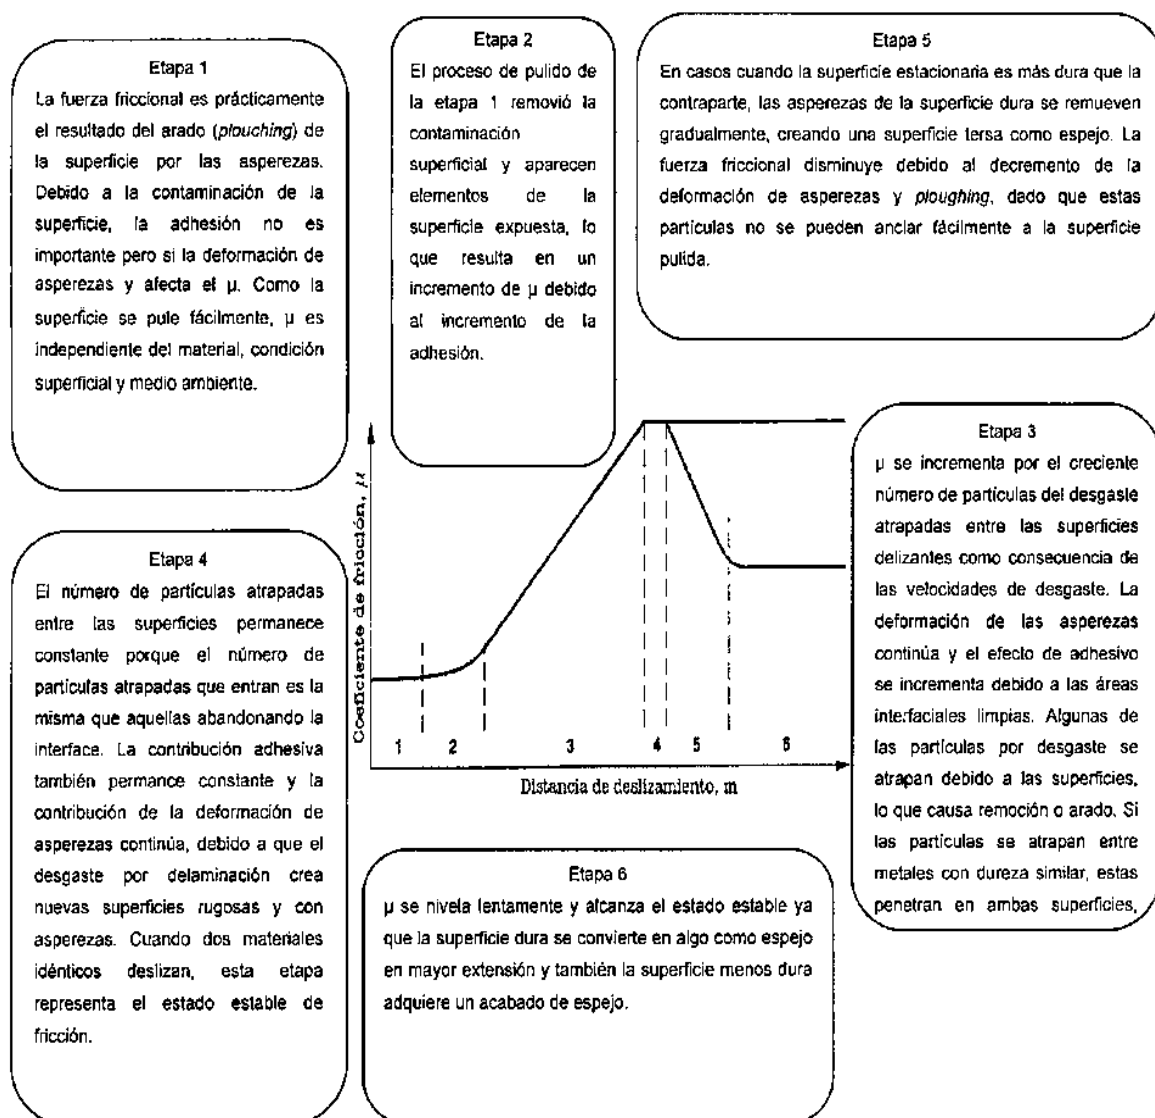 Etapa 1
La fuerza friccional es prácticamente
el resultado del arado (plouching) de
la superficie por las asperezas.
Debido a la contaminación de la
superficie, la adhesión no es
importante pero si la deformación de
asperezas y afecta el μ. Como la
superficie se pule fácilmente, μ es
independiente del material, condición
superficial y medio ambiente.
Etapa 2
El proceso de pulido de
la etapa 1 removió la
contaminación
superficial y aparecen
elementos de la
superficie expuesta, lo
que resulta en un
incremento de μ debido
al incremento de la
adhesión.
Etapa 5
En casos cuando la superficie estacionaria es más dura que la
contraparte, las asperezas de la superficie dura se remueven
gradualmente, creando una superficie tersa como espejo. La
fuerza friccional disminuye debido al decremento de la
deformación de asperezas y ploughing, dado que estas
partículas no se pueden anclar fácilmente a la superficie
pulida.
Etapa 3
μ se incrementa por el creciente
número de partículas del desgaste
atrapadas entre las superficies
delizantes como consecuencia de
las velocidades de desgaste. La
deformación de las asperezas
continúa y el efecto de adhesivo
se incrementa debido a las áreas
interfaciales limpias. Algunas de
las partículas por desgaste se
atrapan debido a las superficies,
lo que causa remoción o arado. Si
las partículas se atrapan entre
metales con dureza similar, estas
penetran en ambas superficies,
Etapa 4
El número de partículas atrapadas
entre las superficies permanece
constante porque el número de
partículas atrapadas que entran es la
misma que aquellas abandonando la
interface. La contribución adhesiva
también permance constante y la
contribución de la deformación de
asperezas continúa, debido a que el
desgaste por delaminación crea
nuevas superficies rugosas y con
asperezas. Cuando dos materiales
idénticos deslizan, esta etapa
representa el estado estable de
fricción.
Coeficiente de fricción, μ
1 2 3 4 5 6
Distancia de deslizamiento, m
Etapa 6
μ se nivela lentamente y alcanza el estado estable ya
que la superficie dura se convierte en algo como espejo
en mayor extensión y también la superficie menos dura
adquiere un acabado de espejo.